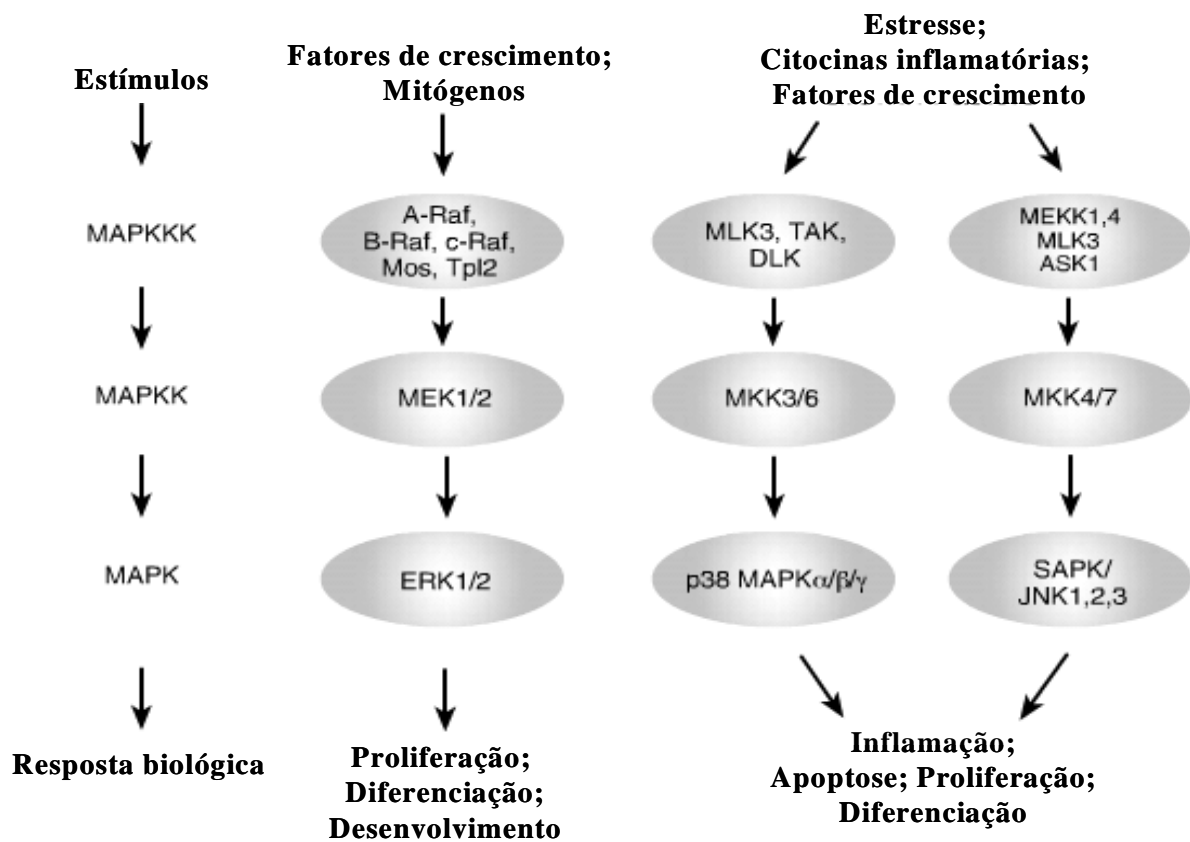 Estímulos
MAPKKK
MAPKK
MAPK
Resposta biológica
Fatores de crescimento;
Mitógenos
A-Raf,
B-Raf, c-Raf,
Mos, Tpl2
MEK1/2
ERK1/2
Proliferação;
Diferenciação;
Desenvolvimento
Estresse;
Citocinas inflamatórias;
Fatores de crescimento
MLK3, TAK,
DLK
MKK3/6
p38 MAPKα/β/γ
MEKK1,4
MLK3
ASK1
MKK4/7
SAPK/
JNK1,2,3
Inflamação;
Apoptose; Proliferação;
Diferenciação